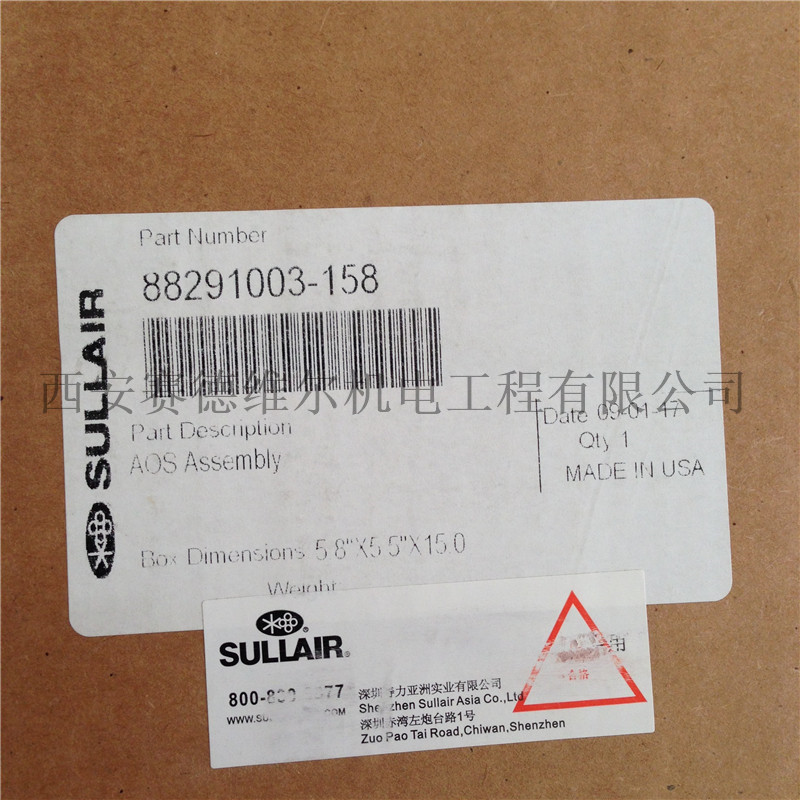 Part Number
88291003-158
SULLAIR
西安赛德维尔机电工程有限公司
Part Description
AOS Assembly
Date 09-01-17
Qty 1
MADE IN USA
Box Dimensions 5.8"X5.5"X15.0
Weight
SULLAIR®
800-
深圳 力亚洲实业有限公司
Shenzhen Sullair Asia Co., Ltd
深圳赤湾左炮台路1号
Zuo Pao Tai Road, Chiwan, Shenzhen
合格